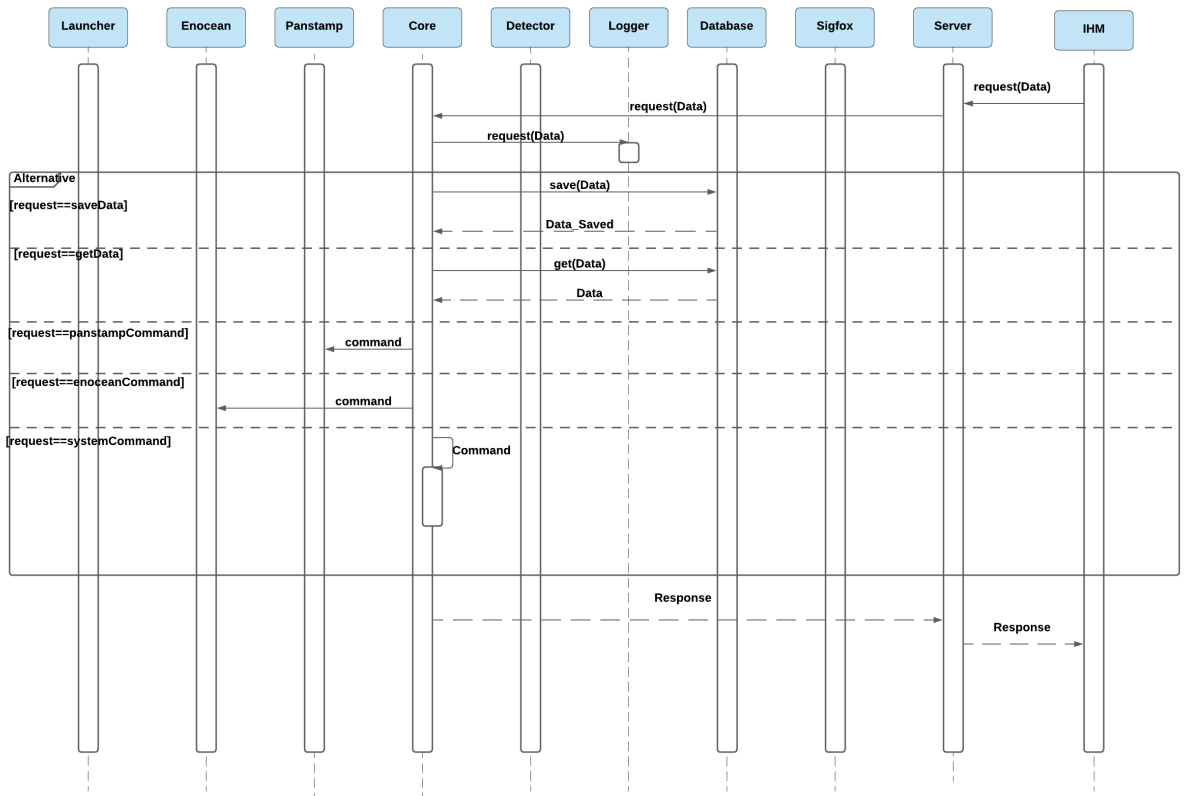 Launcher
Enocean
Panstamp
Core
Detector
Logger
Database
Sigfox
Server
IHM
request(Data)
request(Data)
request(Data)
Alternative
save(Data)
[request==saveData]
Data_Saved
[request==getData]
get(Data)
Data
[request==panstampCommand]
command
[request==enoceanCommand]
command
[request==systemCommand]
Command
Response
Response